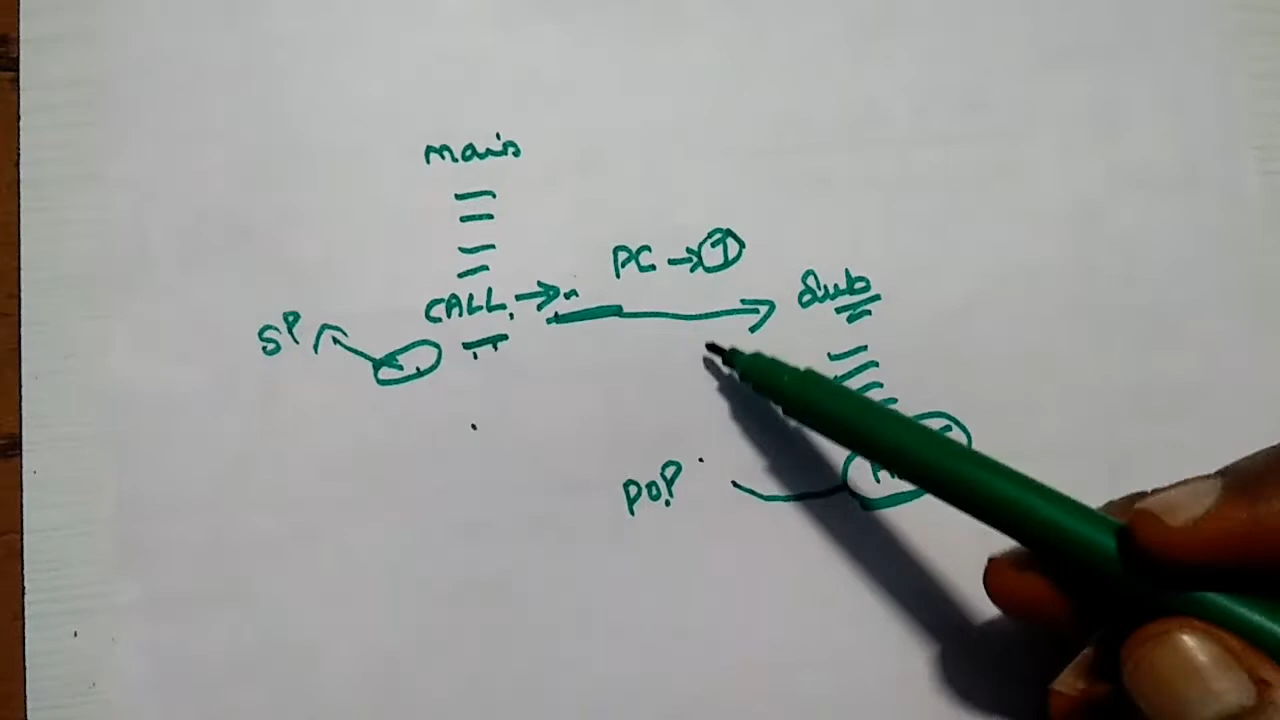 main
PC →
CALL →
Sub
SP
POP